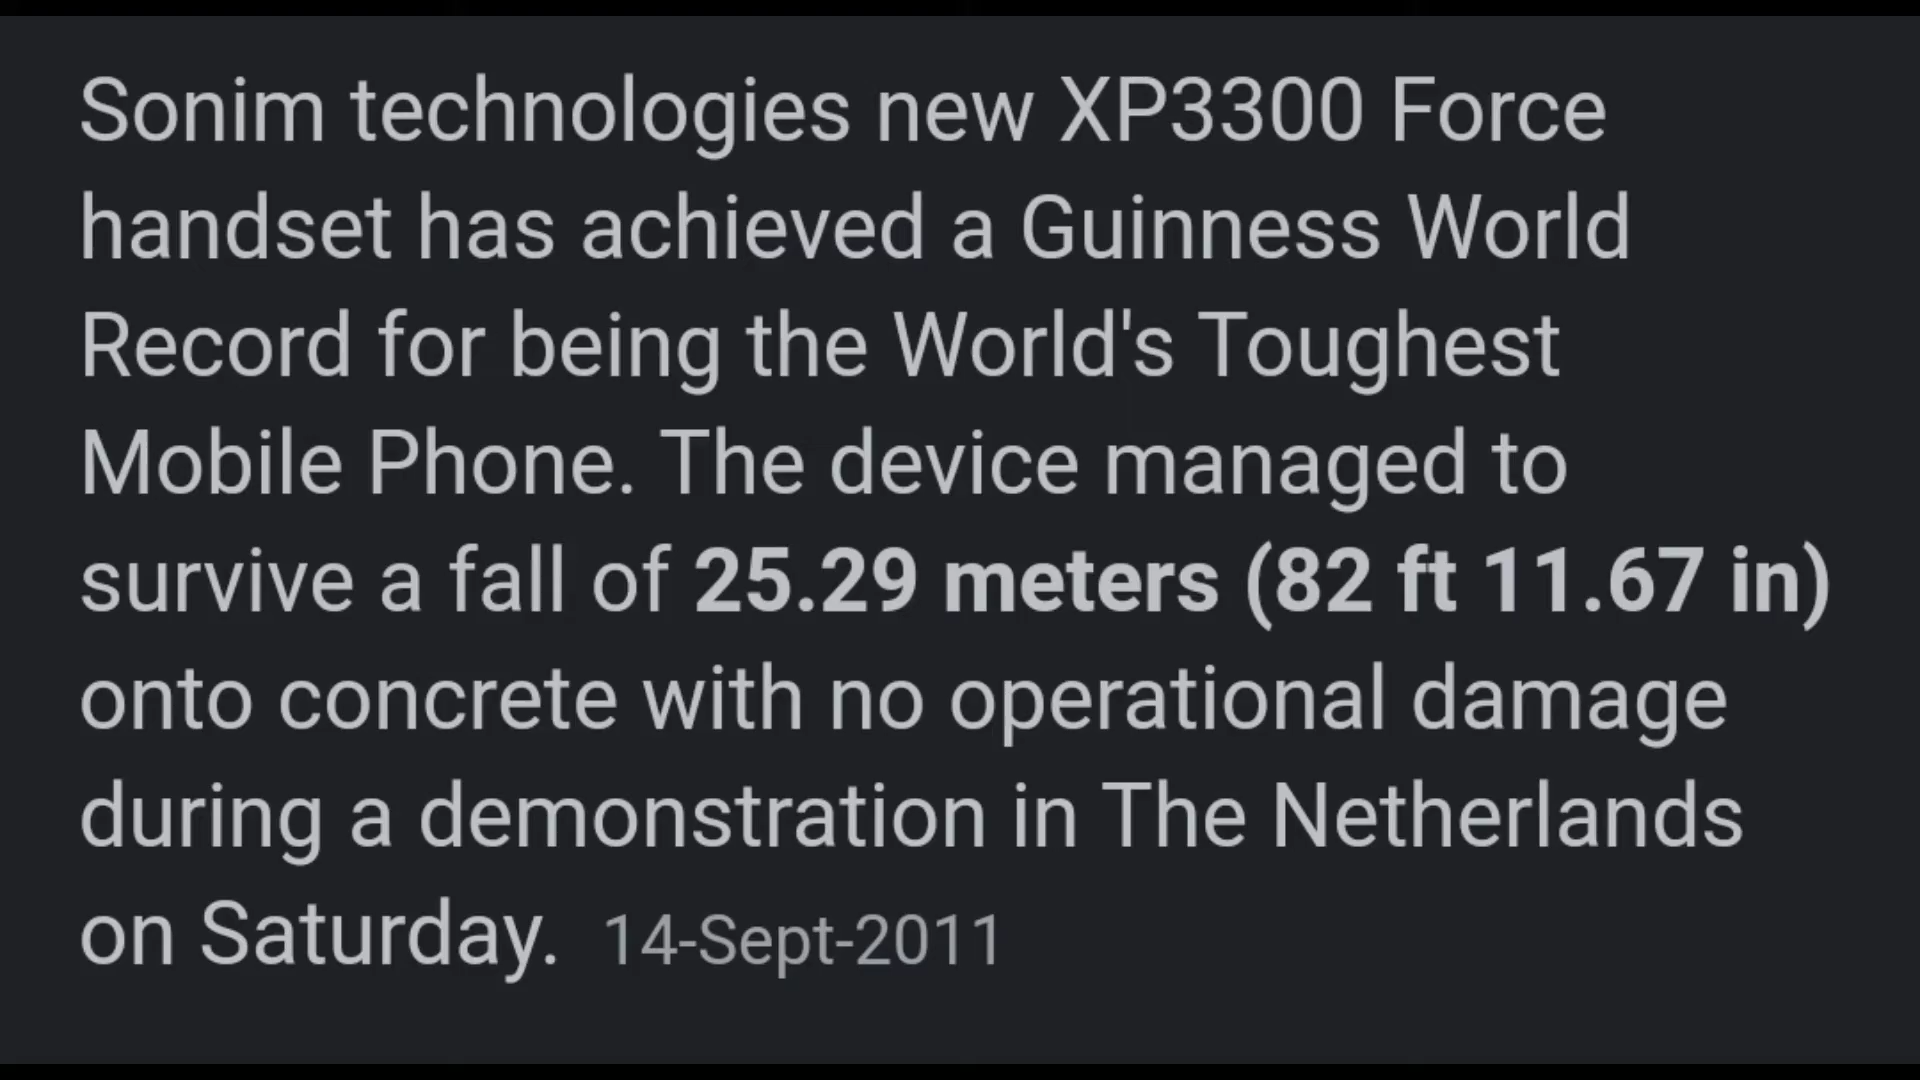 Sonim technologies new XP3300 Force
handset has achieved a Guinness World
Record for being the World's Toughest
Mobile Phone. The device managed to
survive a fall of 25.29 meters (82 ft 11.67 in)
onto concrete with no operational damage
during a demonstration in The Netherlands
on Saturday. 14-Sept-2011